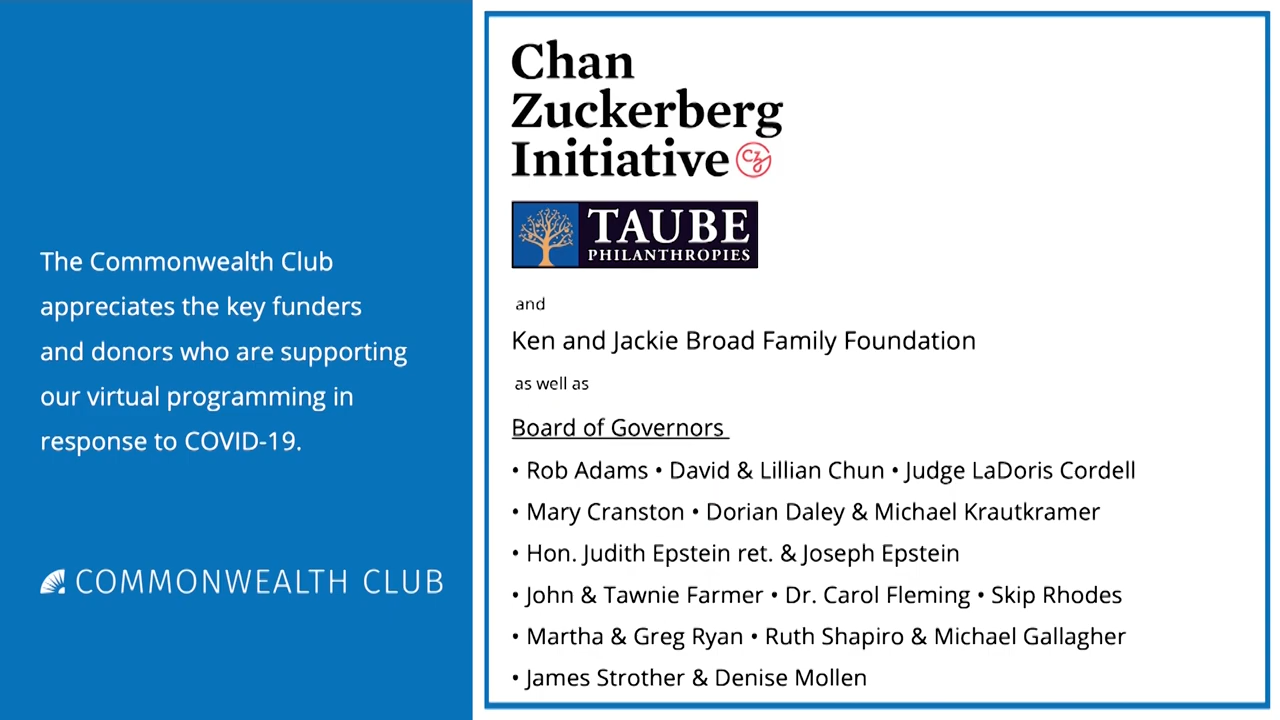 The Commonwealth Club
appreciates the key funders
and donors who are supporting
our virtual programming in
response to COVID-19.
COMMONWEALTH CLUB
Chan
Zuckerberg
Initiative
CZI
TAUBE
PHILANTHROPIES
and
Ken and Jackie Broad Family Foundation
as well as
Board of Governors
• Rob Adams • David & Lillian Chun • Judge LaDoris Cordell
• Mary Cranston • Dorian Daley & Michael Krautkramer
• Hon. Judith Epstein ret. & Joseph Epstein
• John & Tawnie Farmer • Dr. Carol Fleming • Skip Rhodes
• Martha & Greg Ryan • Ruth Shapiro & Michael Gallagher
• James Strother & Denise Mollen